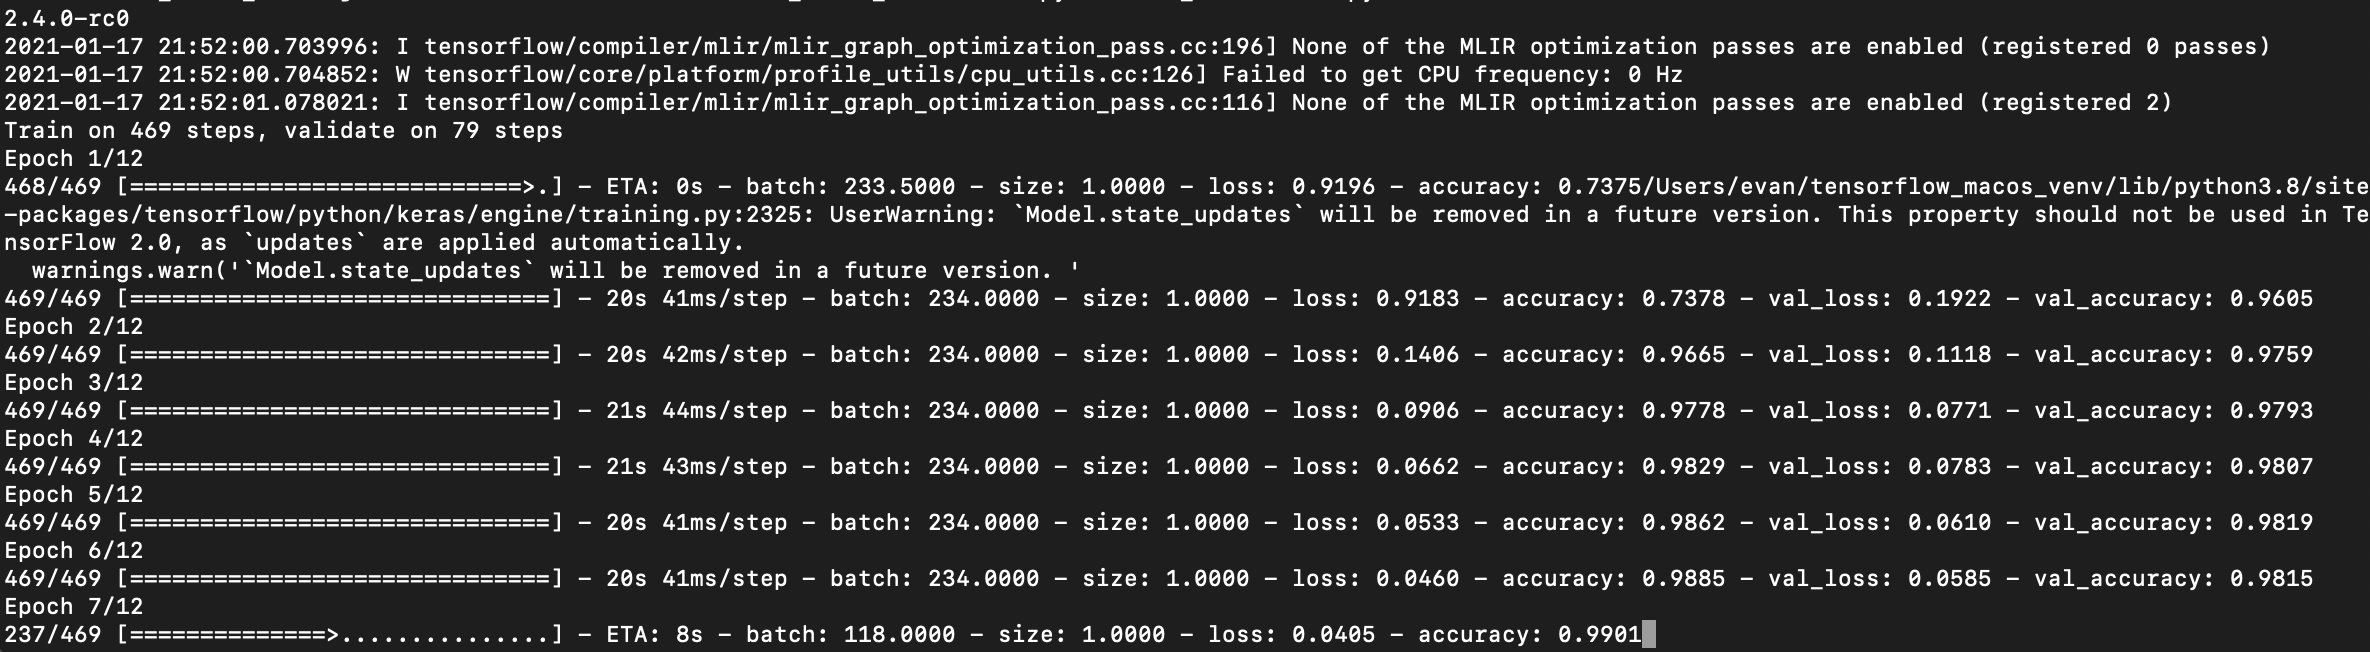 2.4.0-rc0
2021-01-17 21:52:00.703996: I tensorflow/compiler/mlir/mlir_graph_optimization_pass.cc:196] None of the MLIR optimization passes are enabled (registered 0 passes)
2021-01-17 21:52:00.704852: W tensorflow/core/platform/profile_utils/cpu_utils.cc:126] Failed to get CPU frequency: 0 Hz
2021-01-17 21:52:01.078021: I tensorflow/compiler/mlir/mlir_graph_optimization_pass.cc:116] None of the MLIR optimization passes are enabled (registered 2)
Train on 469 steps, validate on 79 steps
Epoch 1/12
468/469 [============================>.] - ETA: 0s - batch: 233.5000 - size: 1.0000 - loss: 0.9196 - accuracy: 0.7375/Users/evan/tensorflow_macos_venv/lib/python3.8/site
-packages/tensorflow/python/keras/engine/training.py:2325: UserWarning: `Model.state_updates` will be removed in a future version. This property should not be used in Te
nsorFlow 2.0, as `updates` are applied automatically.
  warnings.warn('`Model.state_updates` will be removed in a future version. '
469/469 [==============================] - 20s 41ms/step - batch: 234.0000 - size: 1.0000 - loss: 0.9183 - accuracy: 0.7378 - val_loss: 0.1922 - val_accuracy: 0.9605
Epoch 2/12
469/469 [==============================] - 20s 42ms/step - batch: 234.0000 - size: 1.0000 - loss: 0.1406 - accuracy: 0.9665 - val_loss: 0.1118 - val_accuracy: 0.9759
Epoch 3/12
469/469 [==============================] - 21s 44ms/step - batch: 234.0000 - size: 1.0000 - loss: 0.0906 - accuracy: 0.9778 - val_loss: 0.0771 - val_accuracy: 0.9793
Epoch 4/12
469/469 [==============================] - 21s 43ms/step - batch: 234.0000 - size: 1.0000 - loss: 0.0662 - accuracy: 0.9829 - val_loss: 0.0783 - val_accuracy: 0.9807
Epoch 5/12
469/469 [==============================] - 20s 41ms/step - batch: 234.0000 - size: 1.0000 - loss: 0.0533 - accuracy: 0.9862 - val_loss: 0.0610 - val_accuracy: 0.9819
Epoch 6/12
469/469 [==============================] - 20s 41ms/step - batch: 234.0000 - size: 1.0000 - loss: 0.0460 - accuracy: 0.9885 - val_loss: 0.0585 - val_accuracy: 0.9815
Epoch 7/12
237/469 [==============>...............] - ETA: 8s - batch: 118.0000 - size: 1.0000 - loss: 0.0405 - accuracy: 0.9901